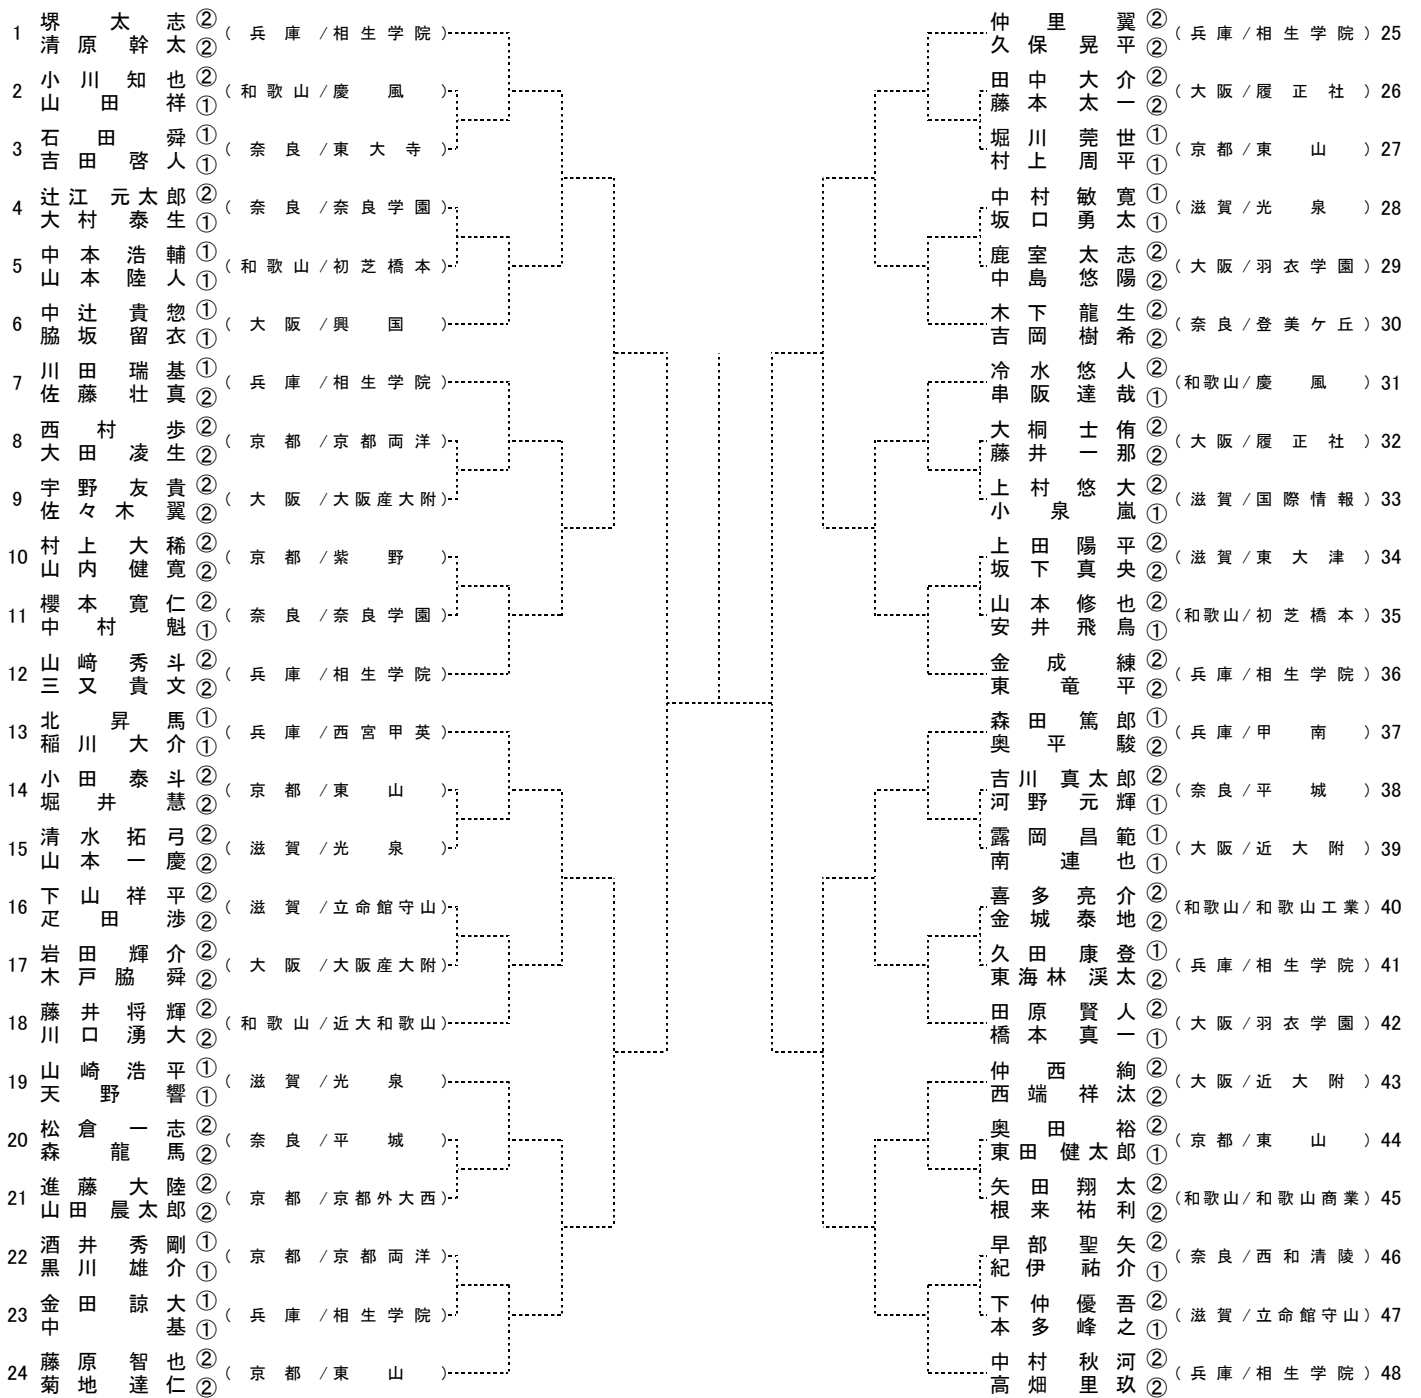 1 堺太志② (兵庫/相生学院)
清原幹太②
2 小川知也② (和歌山/慶風)
山田祥①
3 石田舜① (奈良/東大寺)
吉田啓人①
4 辻江元太郎② (奈良/奈良学園)
大村泰生①
5 中本浩輔① (和歌山/初芝橋本)
山本陸人①
6 中辻貴惣① (大阪/興国)
脇坂留衣①
7 川田瑞基① (兵庫/相生学院)
佐藤壮真②
8 西村歩② (京都/京都両洋)
大田凌生②
9 宇野友貴② (大阪/大阪産大附)
佐々木翼②
10 村上大稀② (京都/紫野)
山内健寛②
11 櫻本寛仁② (奈良/奈良学園)
中村魁①
12 山﨑秀斗② (兵庫/相生学院)
三又貴文②
13 北昇馬① (兵庫/西宮甲英)
稲川大介①
14 小田泰斗② (京都/東山)
堀井慧②
15 清水拓弓② (滋賀/光泉)
山本一慶②
16 下山祥平② (滋賀/立命館守山)
疋田渉②
17 岩田輝介② (大阪/大阪産大附)
木戸脇舜②
18 藤井将輝② (和歌山/近大和歌山)
川口湧大②
19 山崎浩平① (滋賀/光泉)
天野響①
20 松倉一志② (奈良/平城)
森龍馬②
21 進藤大陸② (京都/京都外大西)
山田晨太郎②
22 酒井秀剛① (京都/京都両洋)
黒川雄介①
23 金田諒大① (兵庫/相生学院)
中基①
24 藤原智也② (京都/東山)
菊地達仁②
仲里翼② (兵庫/相生学院) 25
久保晃平②
田中大介② (大阪/履正社) 26
藤本太一②
堀川莞世① (京都/東山) 27
村上周平①
中村敏寛① (滋賀/光泉) 28
坂口勇太①
鹿室太志② (大阪/羽衣学園) 29
中島悠陽②
木下龍生② (奈良/登美ケ丘) 30
吉岡樹希②
冷水悠人② (和歌山/慶風) 31
串阪達哉①
大桐士侑② (大阪/履正社) 32
藤井一那②
上村悠大② (滋賀/国際情報) 33
小泉嵐①
上田陽平② (滋賀/東大津) 34
坂下真央②
山本修也② (和歌山/初芝橋本) 35
安井飛鳥①
金成練② (兵庫/相生学院) 36
東竜平②
森田篤郎① (兵庫/甲南) 37
奥平駿②
吉川真太郎② (奈良/平城) 38
河野元輝①
露岡昌範① (大阪/近大附) 39
南連也①
喜多亮介② (和歌山/和歌山工業) 40
金城泰地②
久田康登① (兵庫/相生学院) 41
東海林渓太②
田原賢人② (大阪/羽衣学園) 42
橋本真一①
仲西絢② (大阪/近大附) 43
西端祥汰②
奥田裕② (京都/東山) 44
東田健太郎①
矢田翔太② (和歌山/和歌山商業) 45
根来祐利②
早部聖矢② (奈良/西和清陵) 46
紀伊祐介①
下仲優吾② (滋賀/立命館守山) 47
本多峰之①
中村秋河② (兵庫/相生学院) 48
高畑里玖②